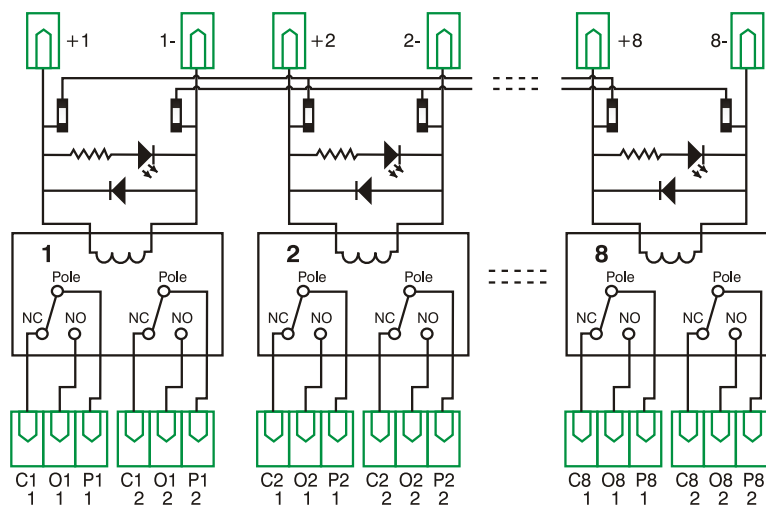 +1 1- +2 2- +8 8-
1 2 8
Pole Pole Pole Pole Pole Pole
NC NO NC NO NC NO NC NO NC NO NC NO
C1 O1 P1 C1 O1 P1 C2 O2 P2 C2 O2 P2 C8 O8 P8 C8 O8 P8
1 1 1 2 2 2 1 1 1 2 2 2 1 1 1 2 2 2